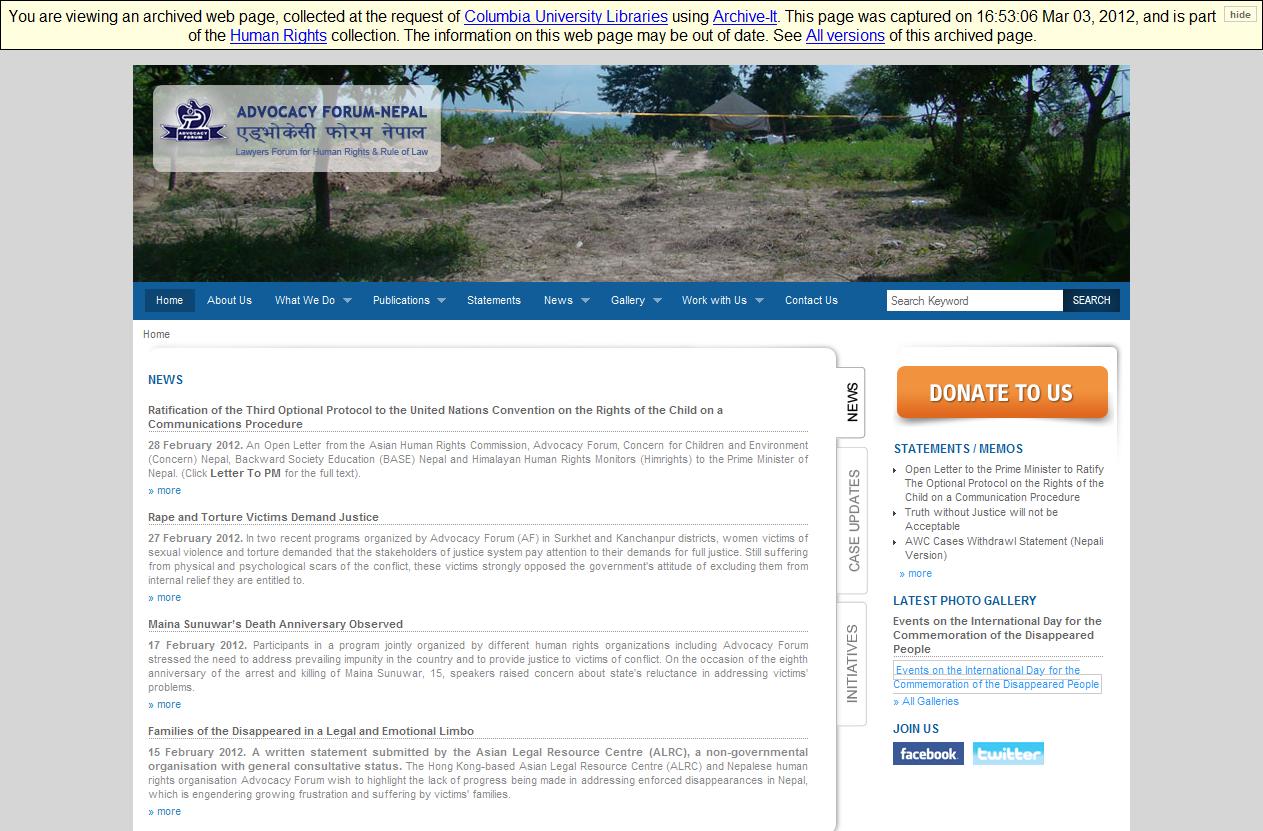 You are viewing an archived web page, collected at the request of Columbia University Libraries using Archive-It. This page was captured on 16:53:06 Mar 03, 2012, and is part
of the Human Rights collection. The information on this web page may be out of date. See All versions of this archived page.
hide
ADVOCACY FORUM-NEPAL
एड्भोकेसी फोरम नेपाल
Lawyers Forum for Human Rights & Rule of Law
ADVOCACY
FORUM
Home About Us What We Do Publications Statements News Gallery Work with Us Contact Us Search Keyword SEARCH
Home
NEWS
Ratification of the Third Optional Protocol to the United Nations Convention on the Rights of the Child on a
Communications Procedure
28 February 2012. An Open Letter from the Asian Human Rights Commission, Advocacy Forum, Concern for Children and Environment
(Concern) Nepal, Backward Society Education (BASE) Nepal and Himalayan Human Rights Monitors (Himrights) to the Prime Minister of
Nepal. (Click Letter To PM for the full text).
» more
Rape and Torture Victims Demand Justice
27 February 2012. In two recent programs organized by Advocacy Forum (AF) in Surkhet and Kanchanpur districts, women victims of
sexual violence and torture demanded that the stakeholders of justice system pay attention to their demands for full justice. Still suffering
from physical and psychological scars of the conflict, these victims strongly opposed the government's attitude of excluding them from
internal relief they are entitled to.
» more
Maina Sunuwar's Death Anniversary Observed
17 February 2012. Participants in a program jointly organized by different human rights organizations including Advocacy Forum
stressed the need to address prevailing impunity in the country and to provide justice to victims of conflict. On the occasion of the eighth
anniversary of the arrest and killing of Maina Sunuwar, 15, speakers raised concern about state's reluctance in addressing victims'
problems.
» more
Families of the Disappeared in a Legal and Emotional Limbo
15 February 2012. A written statement submitted by the Asian Legal Resource Centre (ALRC), a non-governmental
organisation with general consultative status. The Hong Kong-based Asian Legal Resource Centre (ALRC) and Nepalese human
rights organisation Advocacy Forum wish to highlight the lack of progress being made in addressing enforced disappearances in Nepal,
which is engendering growing frustration and suffering by victims' families.
» more
NEWS
CASE UPDATES
INITIATIVES
DONATE TO US
STATEMENTS / MEMOS
Open Letter to the Prime Minister to Ratify
The Optional Protocol on the Rights of the
Child on a Communication Procedure
Truth without Justice will not be
Acceptable
AWC Cases Withdrawl Statement (Nepali
Version)
» more
LATEST PHOTO GALLERY
Events on the International Day for the
Commemoration of the Disappeared
People
Events on the International Day for the
Commemoration of the Disappeared People
» All Galleries
JOIN US
facebook twitter